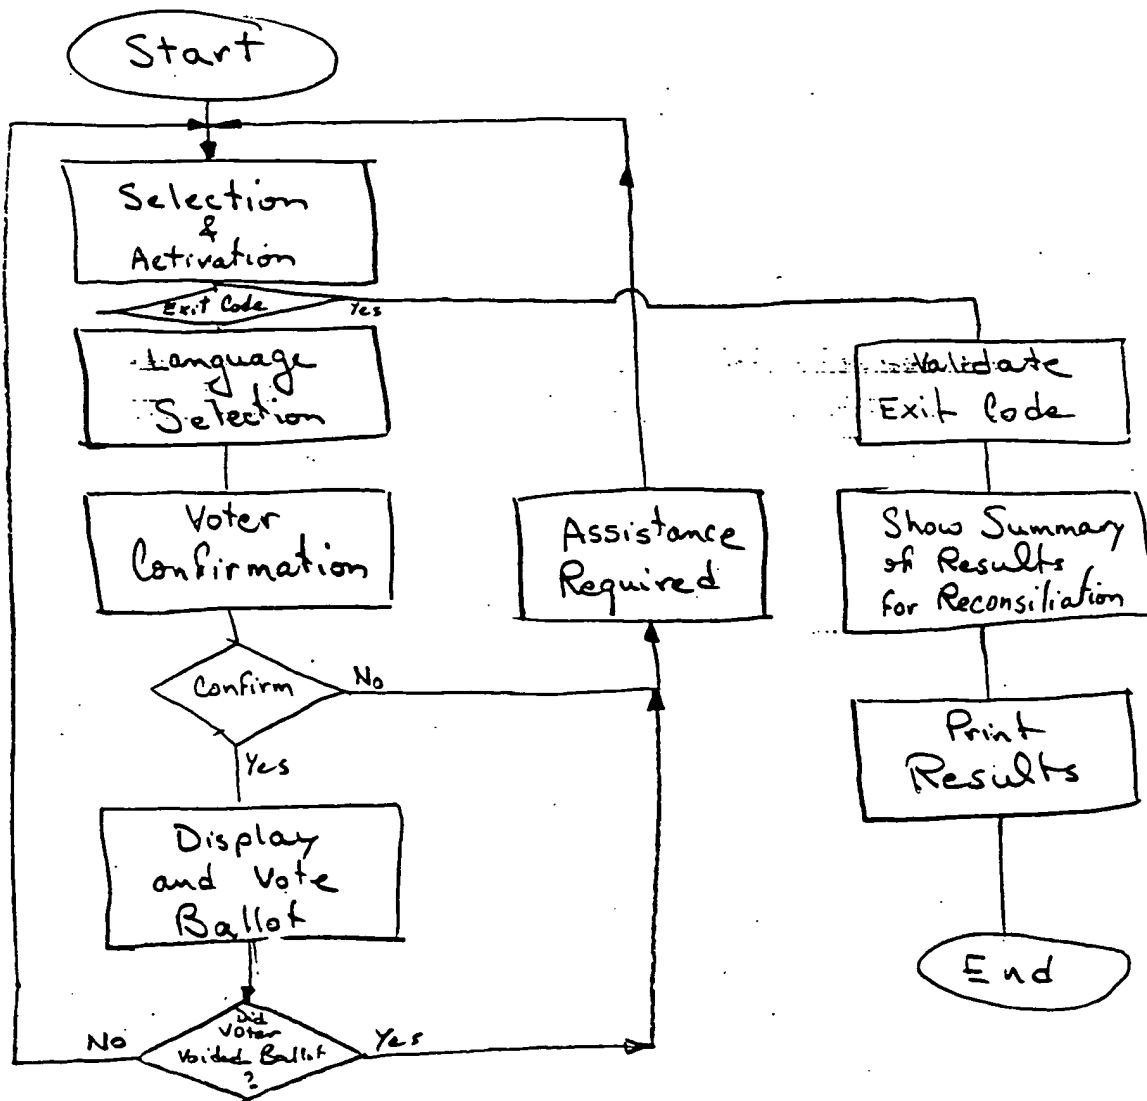 Start
Selection
&
Activation
Exit Code
Yes
Language
Selection
Voter
Confirmation
Confirm
No
Yes
Display
and Vote
Ballot
Did
Voter
Voided Ballot
?
No
Yes
Assistance
Required
Validate
Exit Code
Show Summary
of Results
for Reconsiliation
Print
Results
End